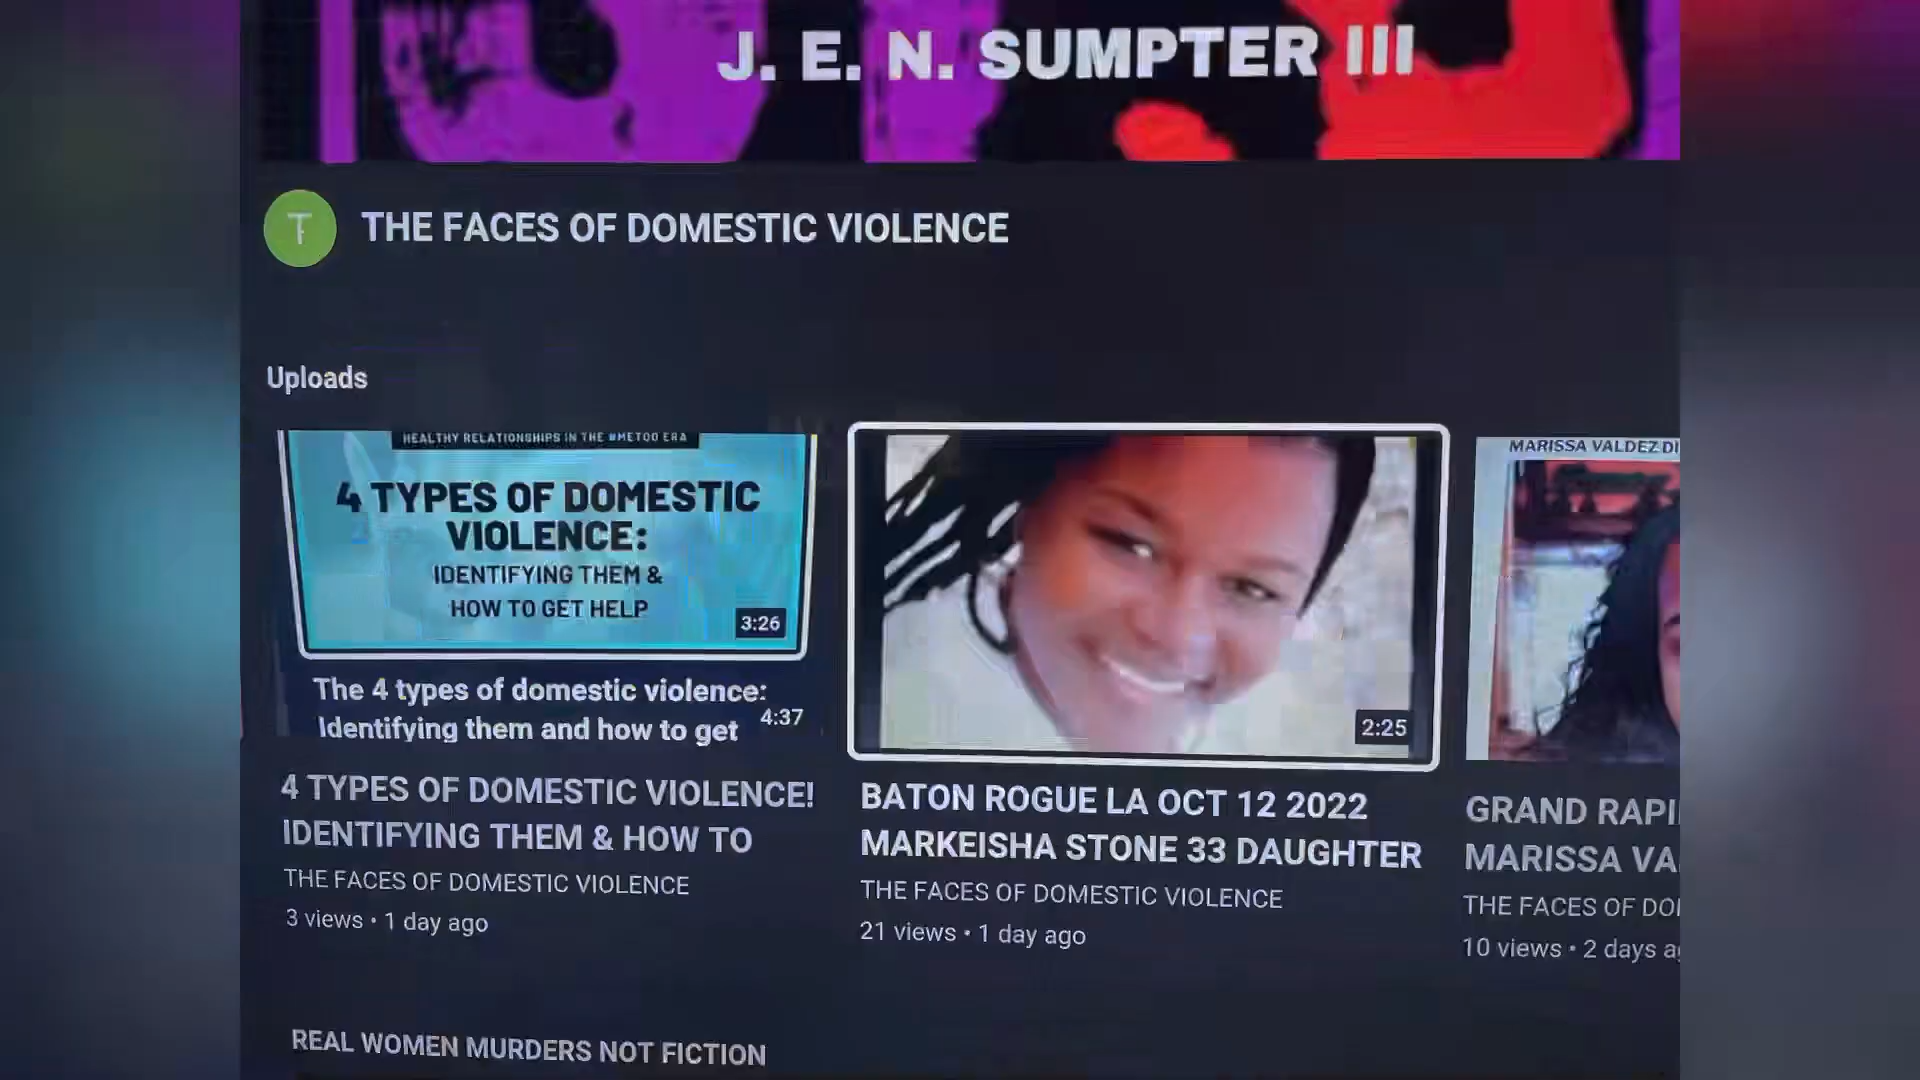 J. E. N. SUMPTER III
T THE FACES OF DOMESTIC VIOLENCE
Uploads
HEALTHY RELATIONSHIPS IN THE #METOO ERA
4 TYPES OF DOMESTIC
VIOLENCE:
IDENTIFYING THEM &
HOW TO GET HELP
3:26
The 4 types of domestic violence:
Identifying them and how to get
4:37
4 TYPES OF DOMESTIC VIOLENCE!
IDENTIFYING THEM & HOW TO
THE FACES OF DOMESTIC VIOLENCE
3 views • 1 day ago
2:25
BATON ROGUE LA OCT 12 2022
MARKEISHA STONE 33 DAUGHTER
THE FACES OF DOMESTIC VIOLENCE
21 views • 1 day ago
MARISSA VALDEZ DI
GRAND RAPI
MARISSA VA
THE FACES OF DO
10 views • 2 days a
REAL WOMEN MURDERS NOT FICTION